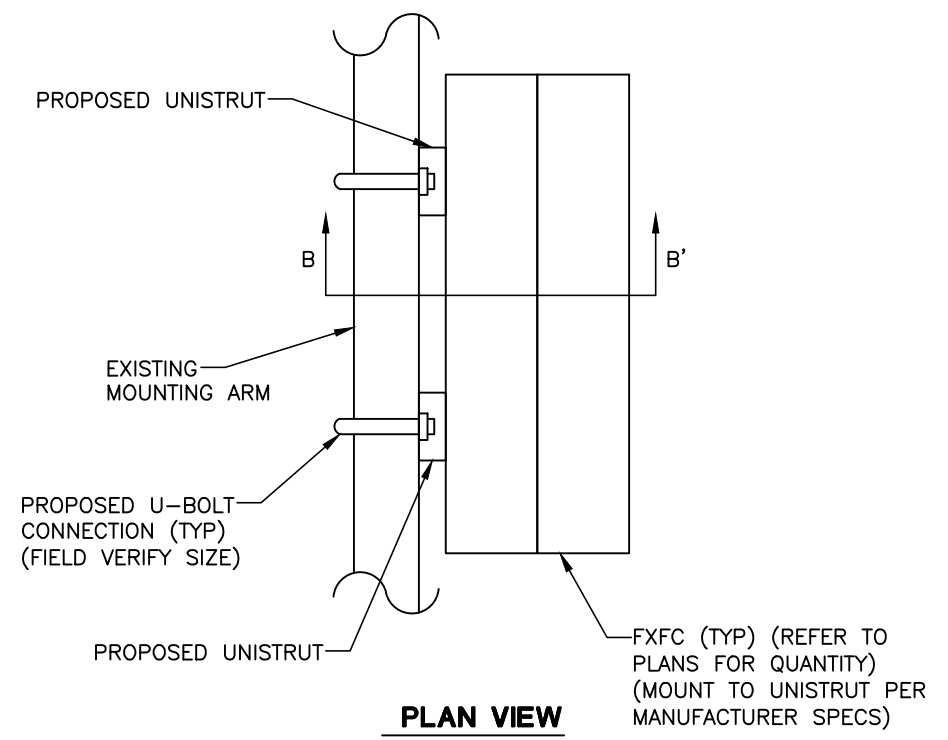 PROPOSED UNISTRUT
B
B'
EXISTING
MOUNTING ARM
PROPOSED U-BOLT
CONNECTION (TYP)
(FIELD VERIFY SIZE)
PROPOSED UNISTRUT
FXFC (TYP) (REFER TO
PLANS FOR QUANTITY)
(MOUNT TO UNISTRUT PER
MANUFACTURER SPECS)
PLAN VIEW